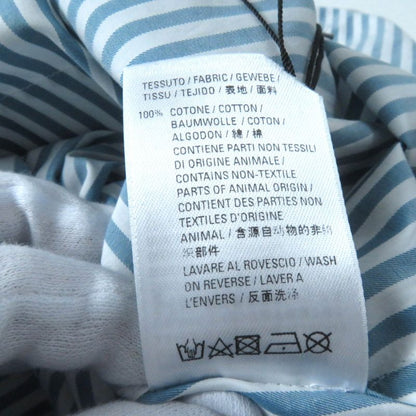 TESSUTO / FABRIC / GEWEBE /
TISSU / TEJIDO / 表地 / 面料
100% COTONE / COTTON /
BAUMWOLLE / COTON /
ALGODON / 綿 / 棉
CONTIENE PARTI NON TESSILI
DI ORIGINE ANIMALE /
CONTAINS NON-TEXTILE
PARTS OF ANIMAL ORIGIN /
CONTIENT DES PARTIES NON
TEXTILES D'ORIGINE
ANIMAL / 含源自动物的非纺
织部件
LAVARE AL ROVESCIO / WASH
ON REVERSE / LAVER A
L'ENVERS / 反面洗涤